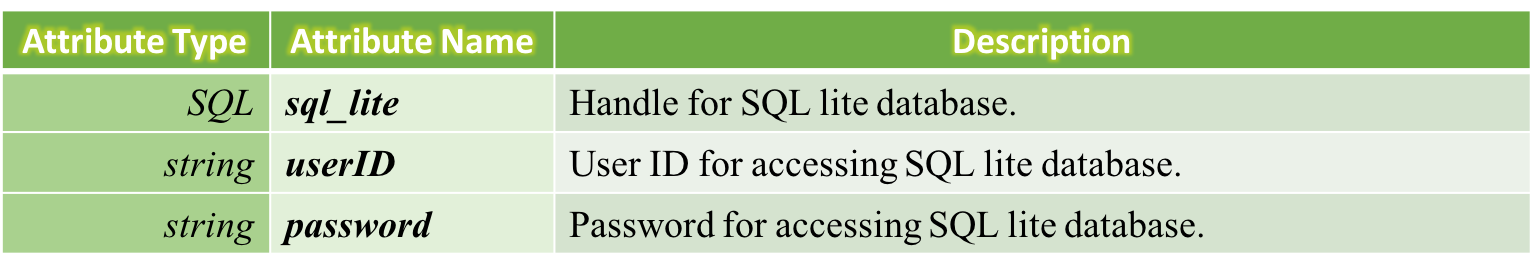 Attribute Type Attribute Name Description
SQL sql_lite Handle for SQL lite database.
string userID User ID for accessing SQL lite database.
string password Password for accessing SQL lite database.